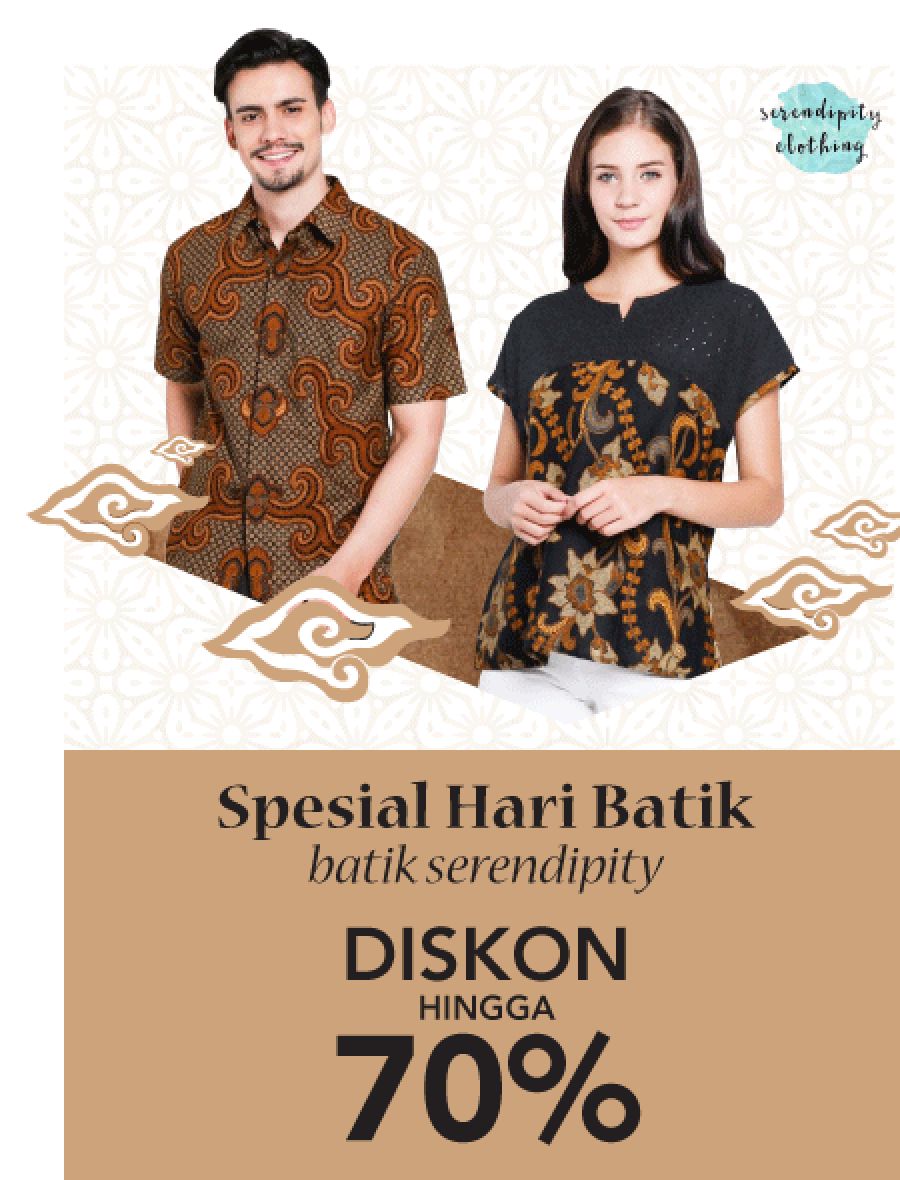 serendipity
clothing
Spesial Hari Batik
batik serendipity
DISKON
HINGGA
70%